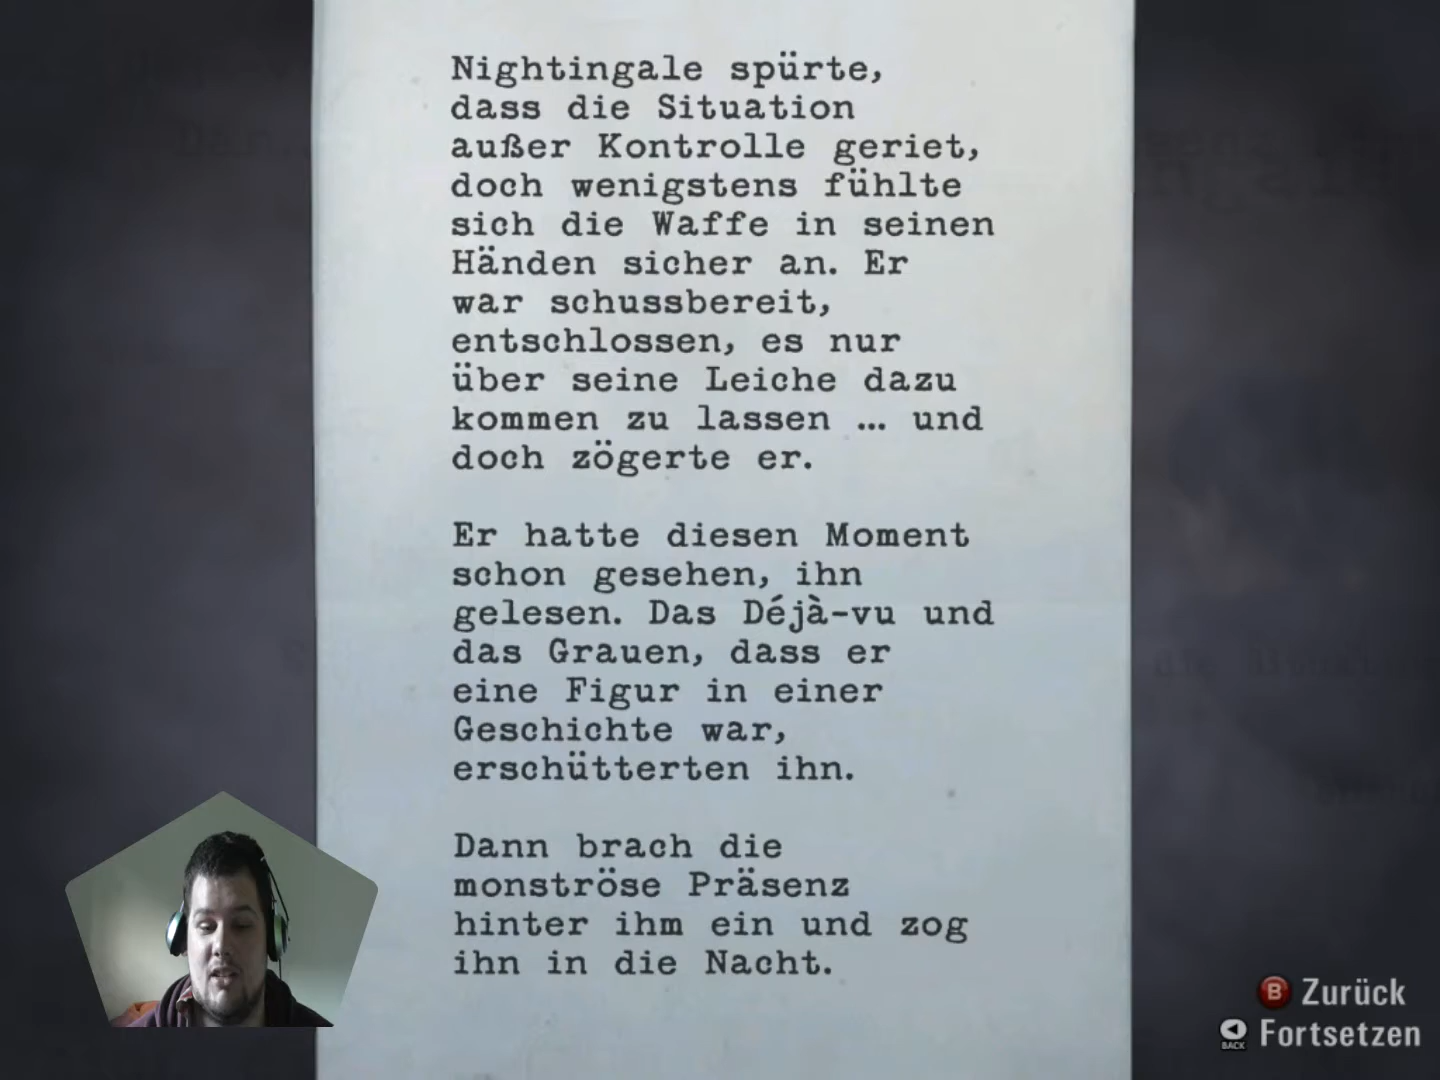 Nightingale spürte,
dass die Situation
außer Kontrolle geriet,
doch wenigstens fühlte
sich die Waffe in seinen
Händen sicher an. Er
war schussbereit,
entschlossen, es nur
über seine Leiche dazu
kommen zu lassen … und
doch zögerte er.
Er hatte diesen Moment
schon gesehen, ihn
gelesen. Das Déjà-vu und
das Grauen, dass er
eine Figur in einer
Geschichte war,
erschütterten ihn.
Dann brach die
monströse Präsenz
hinter ihm ein und zog
ihn in die Nacht.
B Zurück
BACK Fortsetzen